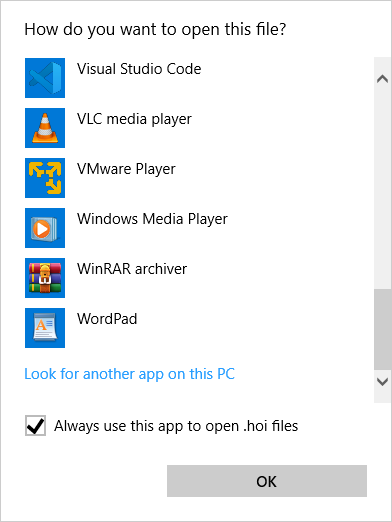 How do you want to open this file?
Visual Studio Code
VLC media player
VMware Player
Windows Media Player
WinRAR archiver
WordPad
Look for another app on this PC
Always use this app to open .hoi files
OK